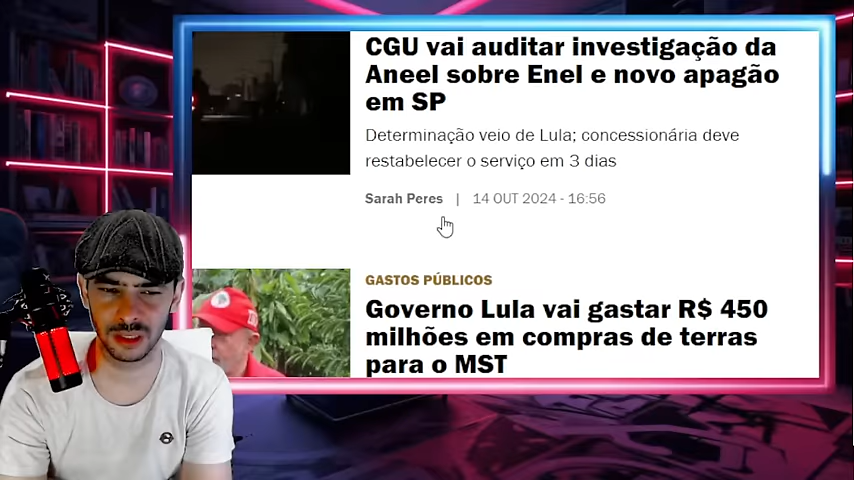 CGU vai auditar investigação da
Aneel sobre Enel e novo apagão
em SP
Determinação veio de Lula; concessionária deve
restabelecer o serviço em 3 dias
Sarah Peres | 14 OUT 2024 - 16:56
GASTOS PÚBLICOS
Governo Lula vai gastar R$ 450
milhões em compras de terras
para o MST